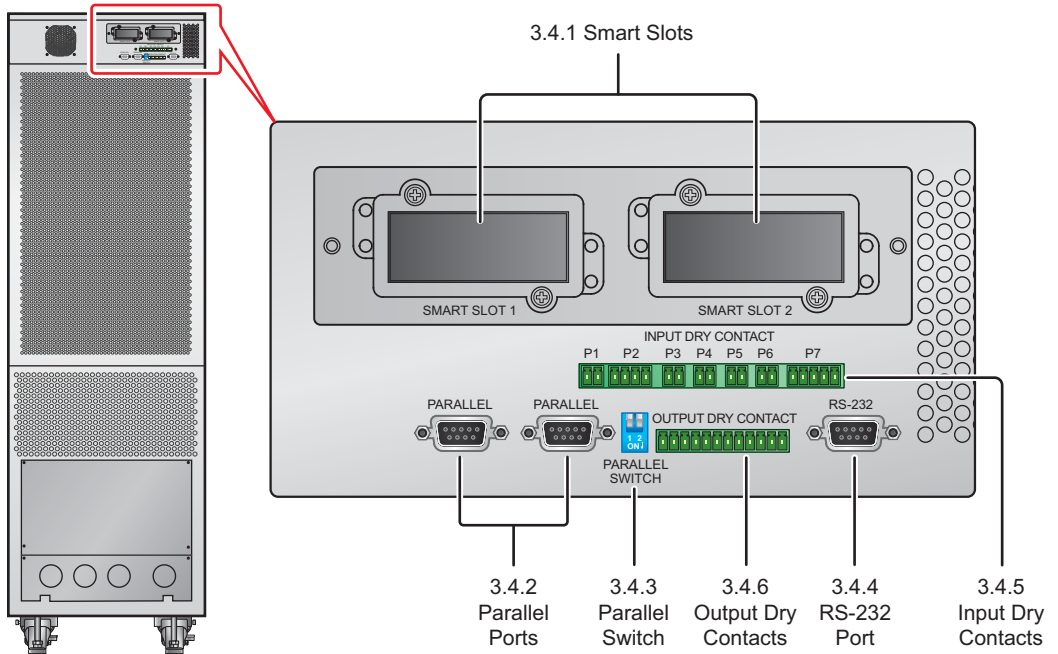 3.4.1 Smart Slots
SMART SLOT 1
SMART SLOT 2
INPUT DRY CONTACT
P1 P2 P3 P4 P5 P6 P7
PARALLEL
PARALLEL
1 2
ON
PARALLEL
SWITCH
OUTPUT DRY CONTACT
RS-232
3.4.2
Parallel
Ports
3.4.3
Parallel
Switch
3.4.6
Output Dry
Contacts
3.4.4
RS-232
Port
3.4.5
Input Dry
Contacts